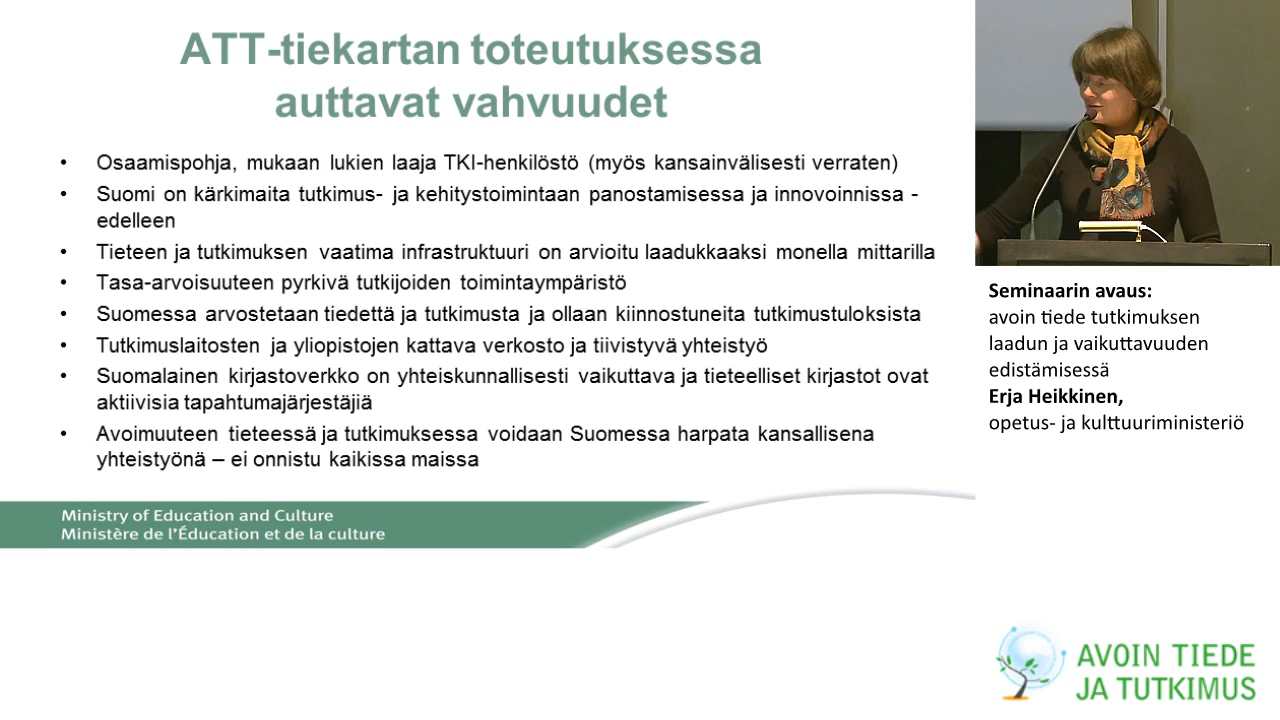 ATT-tiekartan toteutuksessa
auttavat vahvuudet
• Osaamispohja, mukaan lukien laaja TKI-henkilöstö (myös kansainvälisesti verraten)
• Suomi on kärkimaita tutkimus- ja kehitystoimintaan panostamisessa ja innovoinnissa -
edelleen
• Tieteen ja tutkimuksen vaatima infrastruktuuri on arvioitu laadukkaaksi monella mittarilla
• Tasa-arvoisuuteen pyrkivä tutkijoiden toimintaympäristö
• Suomessa arvostetaan tiedettä ja tutkimusta ja ollaan kiinnostuneita tutkimustuloksista
• Tutkimuslaitosten ja yliopistojen kattava verkosto ja tiivistyvä yhteistyö
• Suomalainen kirjastoverkko on yhteiskunnallisesti vaikuttava ja tieteelliset kirjastot ovat
aktiivisia tapahtumajärjestäjiä
• Avoimuuteen tieteessä ja tutkimuksessa voidaan Suomessa harpata kansallisena
yhteistyönä – ei onnistu kaikissa maissa
Ministry of Education and Culture
Ministère de l'Éducation et de la culture
Seminaarin avaus:
avoin tiede tutkimuksen
laadun ja vaikuttavuuden
edistämisessä
Erja Heikkinen,
opetus- ja kulttuuriministeriö
AVOIN TIEDE
JA TUTKIMUS